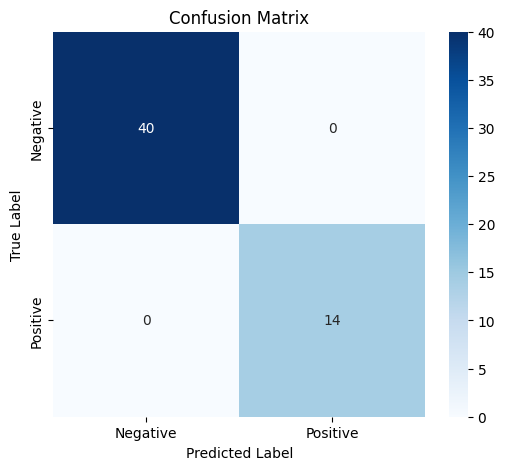 Confusion Matrix
True Label
Negative
Positive
40
0
0
14
Negative
Positive
Predicted Label
40
35
30
25
20
15
10
5
0